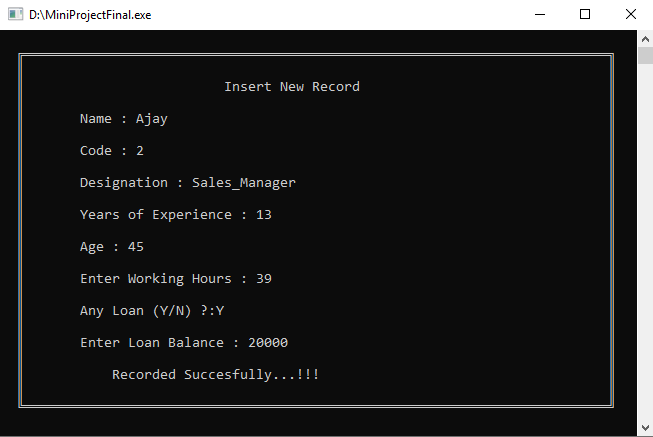 D:\MiniProjectFinal.exe
Insert New Record
Name : Ajay
Code : 2
Designation : Sales_Manager
Years of Experience : 13
Age : 45
Enter Working Hours : 39
Any Loan (Y/N) ?:Y
Enter Loan Balance : 20000
Recorded Succesfully...!!!